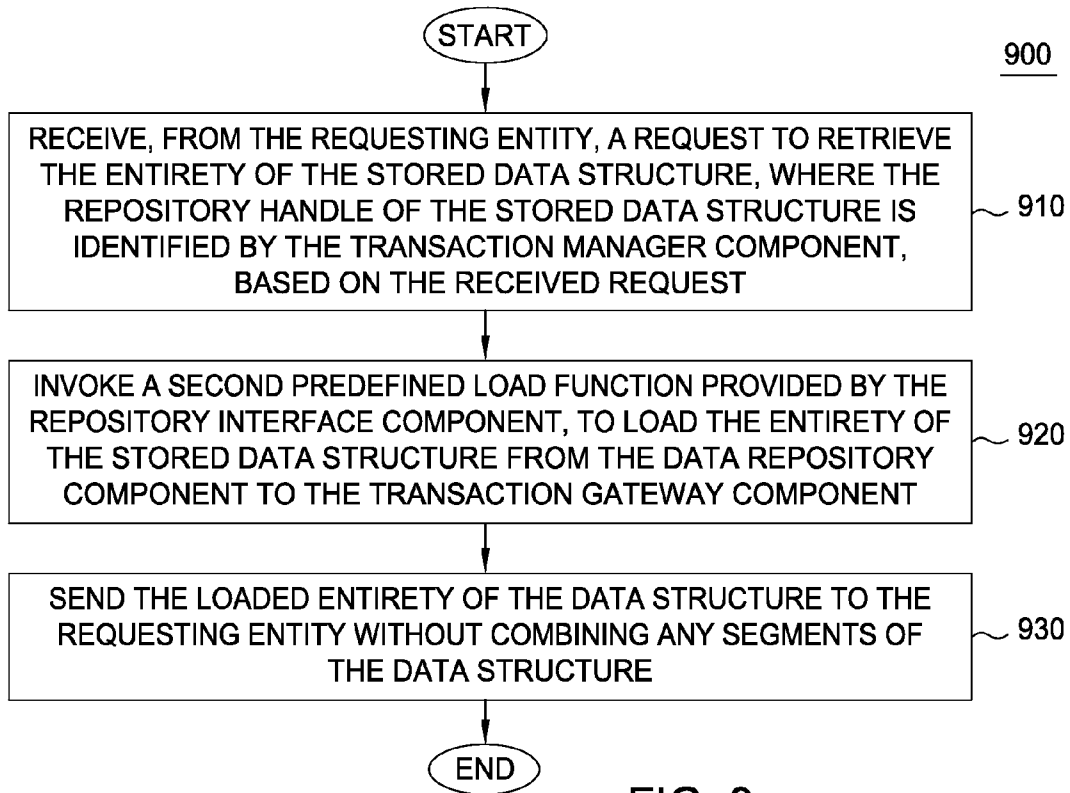 START
900
RECEIVE, FROM THE REQUESTING ENTITY, A REQUEST TO RETRIEVE
THE ENTIRETY OF THE STORED DATA STRUCTURE, WHERE THE
REPOSITORY HANDLE OF THE STORED DATA STRUCTURE IS
IDENTIFIED BY THE TRANSACTION MANAGER COMPONENT,
BASED ON THE RECEIVED REQUEST
910
INVOKE A SECOND PREDEFINED LOAD FUNCTION PROVIDED BY THE
REPOSITORY INTERFACE COMPONENT, TO LOAD THE ENTIRETY OF
THE STORED DATA STRUCTURE FROM THE DATA REPOSITORY
COMPONENT TO THE TRANSACTION GATEWAY COMPONENT
920
SEND THE LOADED ENTIRETY OF THE DATA STRUCTURE TO THE
REQUESTING ENTITY WITHOUT COMBINING ANY SEGMENTS OF
THE DATA STRUCTURE
930
END